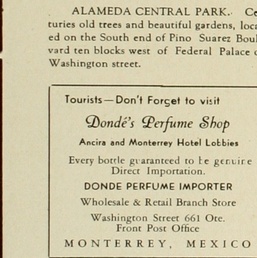 ALAMEDA CENTRAL PARK. Ce
turies old trees and beautiful gardens, loc
ed on the South end of Pino Suarez Boul
vard ten blocks west of Federal Palace o
Washington street.
Tourists—Don't Forget to visit
Dondé's Perfume Shop
Ancira and Monterrey Hotel Lobbies
Every bottle guaranteed to be genuine
Direct Importation.
DONDE PERFUME IMPORTER
Wholesale & Retail Branch Store
Washington Street 661 Ote.
Front Post Office
MONTERREY, MEXICO